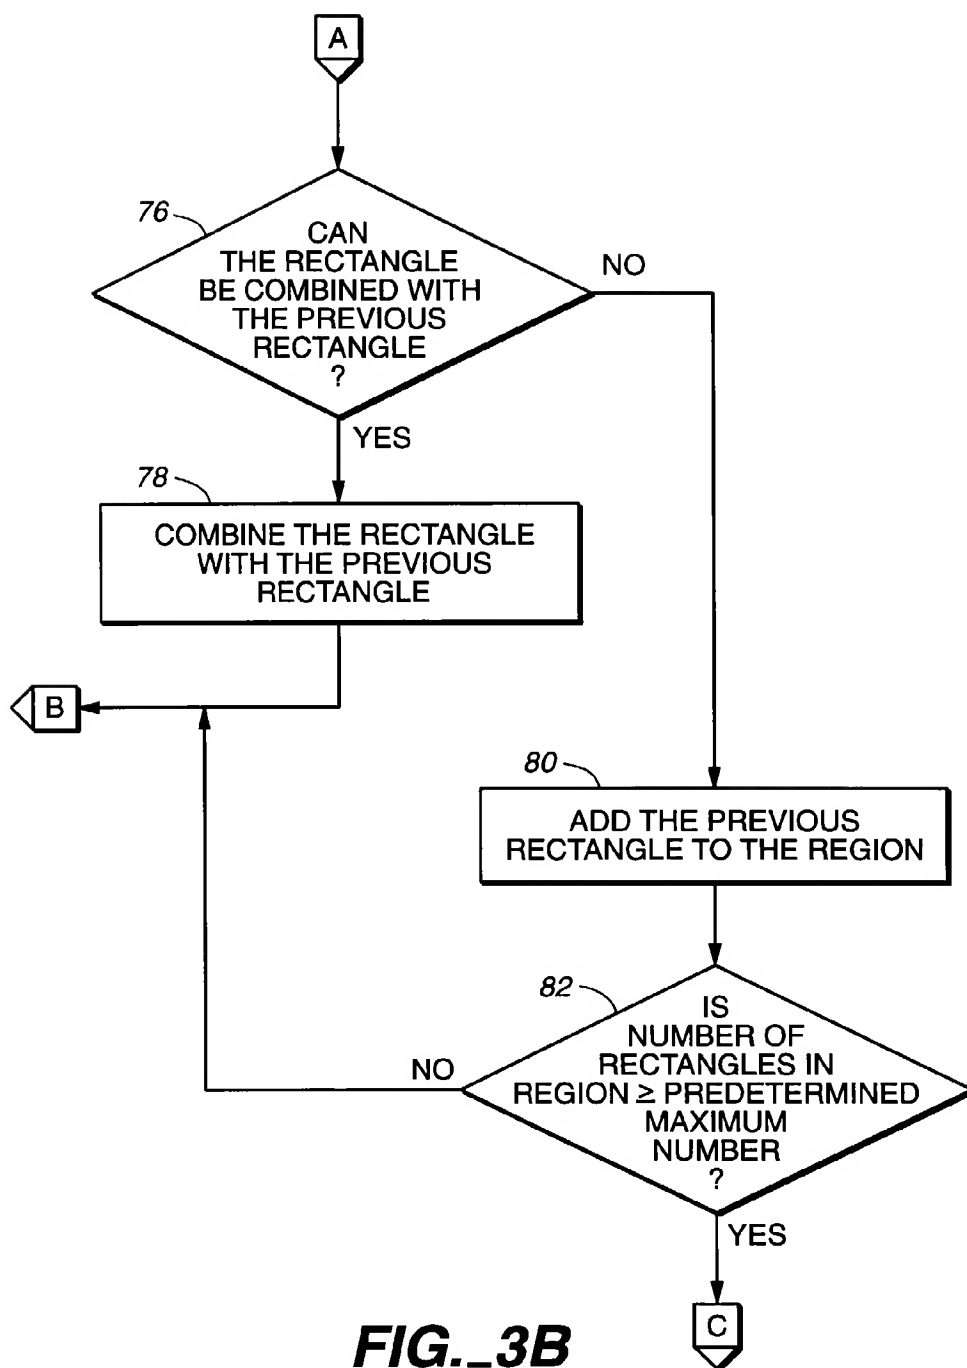 A
76
CAN
THE RECTANGLE
BE COMBINED WITH
THE PREVIOUS
RECTANGLE
?
NO
YES
78
COMBINE THE RECTANGLE
WITH THE PREVIOUS
RECTANGLE
B
80
ADD THE PREVIOUS
RECTANGLE TO THE REGION
82
IS
NUMBER OF
RECTANGLES IN
REGION ≥ PREDETERMINED
MAXIMUM
NUMBER
?
NO
YES
C
FIG._3B